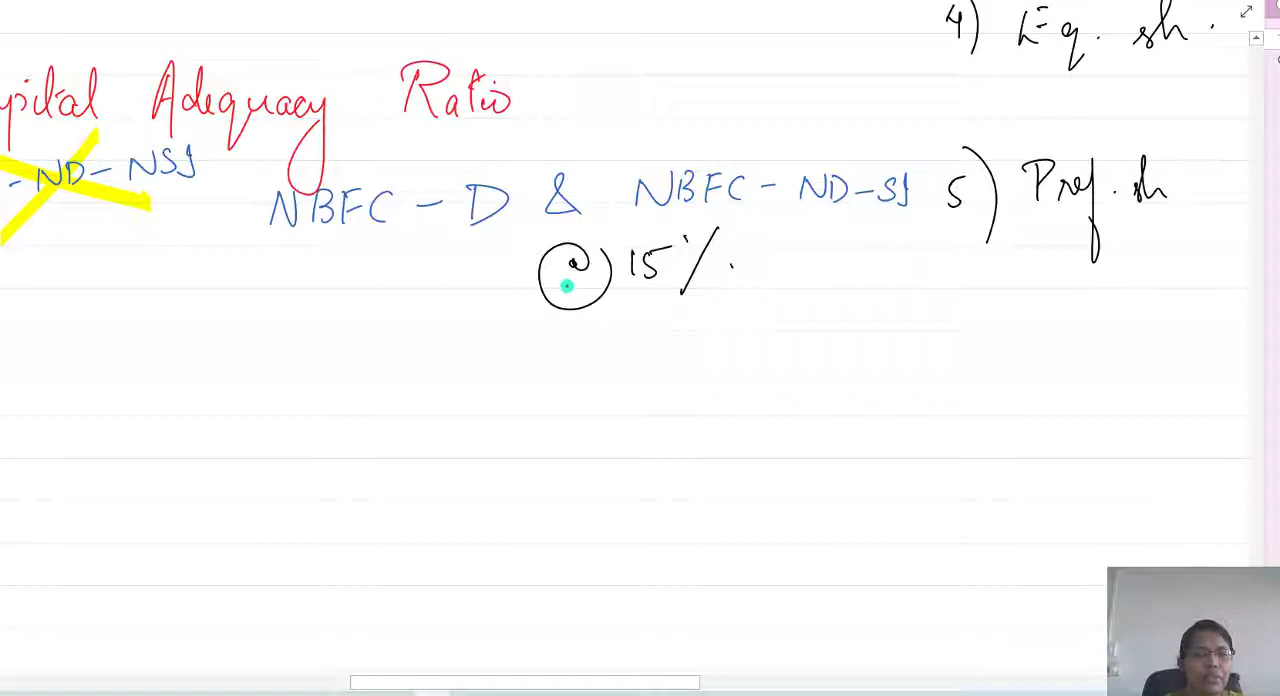 4) Eq. sh.
pital Adequacy Ratio
- ND - NSI
NBFC - D & NBFC - ND-SI
5) Pref. sh
@ 15%.